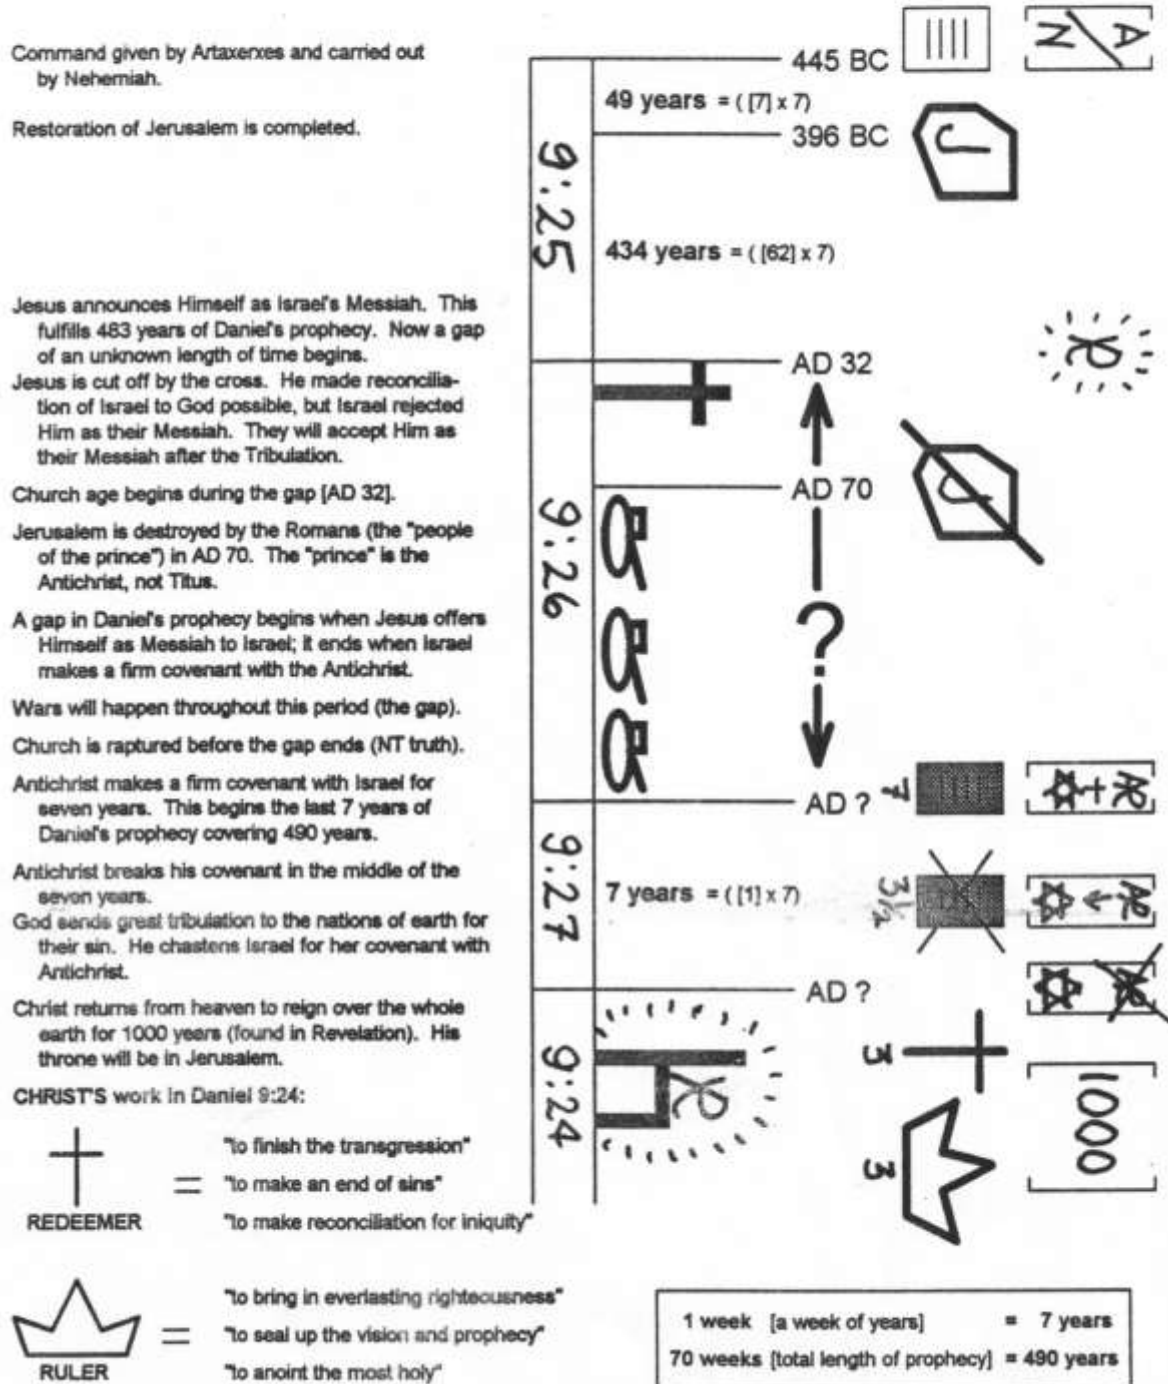 Command given by Artaxerxes and carried out
by Nehemiah.
Restoration of Jerusalem is completed.
Jesus announces Himself as Israel's Messiah. This
fulfills 483 years of Daniel's prophecy. Now a gap
of an unknown length of time begins.
Jesus is cut off by the cross. He made reconcilia-
tion of Israel to God possible, but Israel rejected
Him as their Messiah. They will accept Him as
their Messiah after the Tribulation.
Church age begins during the gap [AD 32].
Jerusalem is destroyed by the Romans (the "people
of the prince") in AD 70. The "prince" is the
Antichrist, not Titus.
A gap in Daniel's prophecy begins when Jesus offers
Himself as Messiah to Israel; it ends when Israel
makes a firm covenant with the Antichrist.
Wars will happen throughout this period (the gap).
Church is raptured before the gap ends (NT truth).
Antichrist makes a firm covenant with Israel for
seven years. This begins the last 7 years of
Daniel's prophecy covering 490 years.
Antichrist breaks his covenant in the middle of the
seven years.
God sends great tribulation to the nations of earth for
their sin. He chastens Israel for her covenant with
Antichrist.
Christ returns from heaven to reign over the whole
earth for 1000 years (found in Revelation). His
throne will be in Jerusalem.
CHRIST'S work in Daniel 9:24:
REDEEMER
=
"to finish the transgression"
"to make an end of sins"
"to make reconciliation for iniquity"
RULER
=
"to bring in everlasting righteousness"
"to seal up the vision and prophecy"
"to anoint the most holy"
9:25
9:26
9:27
9:24
49 years = ( [7] x 7)
434 years = ( [62] x 7)
7 years = ( [1] x 7)
445 BC
396 BC
AD 32
AD 70
?
AD ?
AD ?
A/N
J
J
7
3½
3
3
1000
1 week [a week of years] = 7 years
70 weeks [total length of prophecy] = 490 years